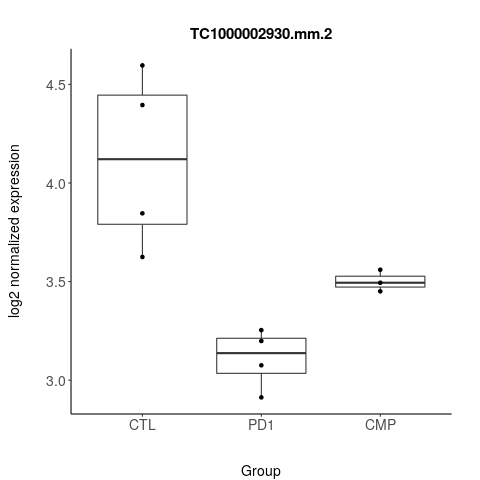 TC1000002930.mm.2
log2 normalized expression
4.5
4.0
3.5
3.0
CTL
PD1
CMP
Group